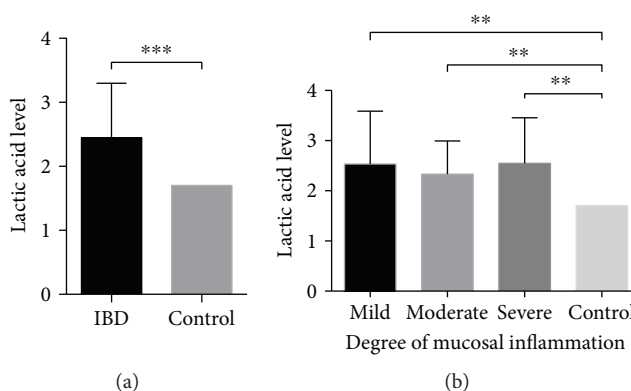 4
3
2
1
0
Lactic acid level
***
IBD
Control
(a)
4
3
2
1
0
Lactic acid level
**
**
**
Mild
Moderate
Severe
Control
Degree of mucosal inflammation
(b)